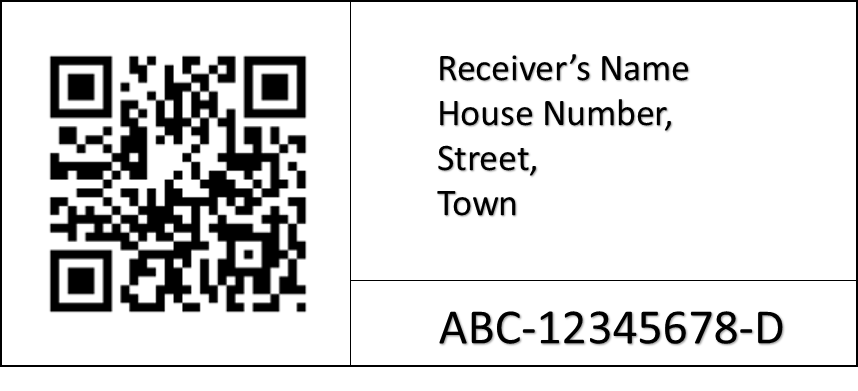 Receiver’s Name
House Number,
Street,
Town
ABC-12345678-D